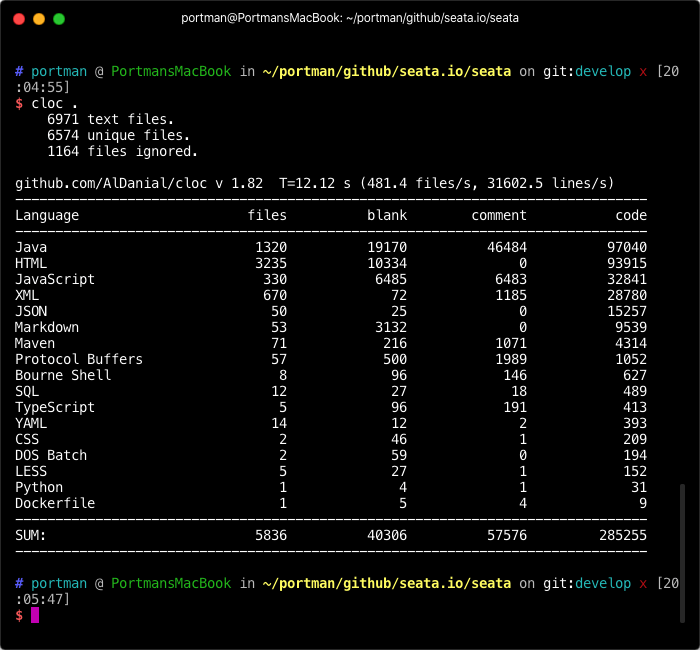 portman@PortmansMacBook: ~/portman/github/seata.io/seata
# portman @ PortmansMacBook in ~/portman/github/seata.io/seata on git:develop x [20
:04:55]
$ cloc .
    6971 text files.
    6574 unique files.
    1164 files ignored.
github.com/AlDanial/cloc v 1.82  T=12.12 s (481.4 files/s, 31602.5 lines/s)
-------------------------------------------------------------------------------
Language                     files          blank        comment           code
-------------------------------------------------------------------------------
Java                          1320          19170          46484          97040
HTML                          3235          10334              0          93915
JavaScript                     330           6485           6483          32841
XML                            670             72           1185          28780
JSON                            50             25              0          15257
Markdown                        53           3132              0           9539
Maven                           71            216           1071           4314
Protocol Buffers                57            500           1989           1052
Bourne Shell                     8             96            146            627
SQL                             12             27             18            489
TypeScript                       5             96            191            413
YAML                            14             12              2            393
CSS                              2             46              1            209
DOS Batch                        2             59              0            194
LESS                             5             27              1            152
Python                           1              4              1             31
Dockerfile                       1              5              4              9
-------------------------------------------------------------------------------
SUM:                          5836          40306          57576         285255
-------------------------------------------------------------------------------
# portman @ PortmansMacBook in ~/portman/github/seata.io/seata on git:develop x [20
:05:47]
$